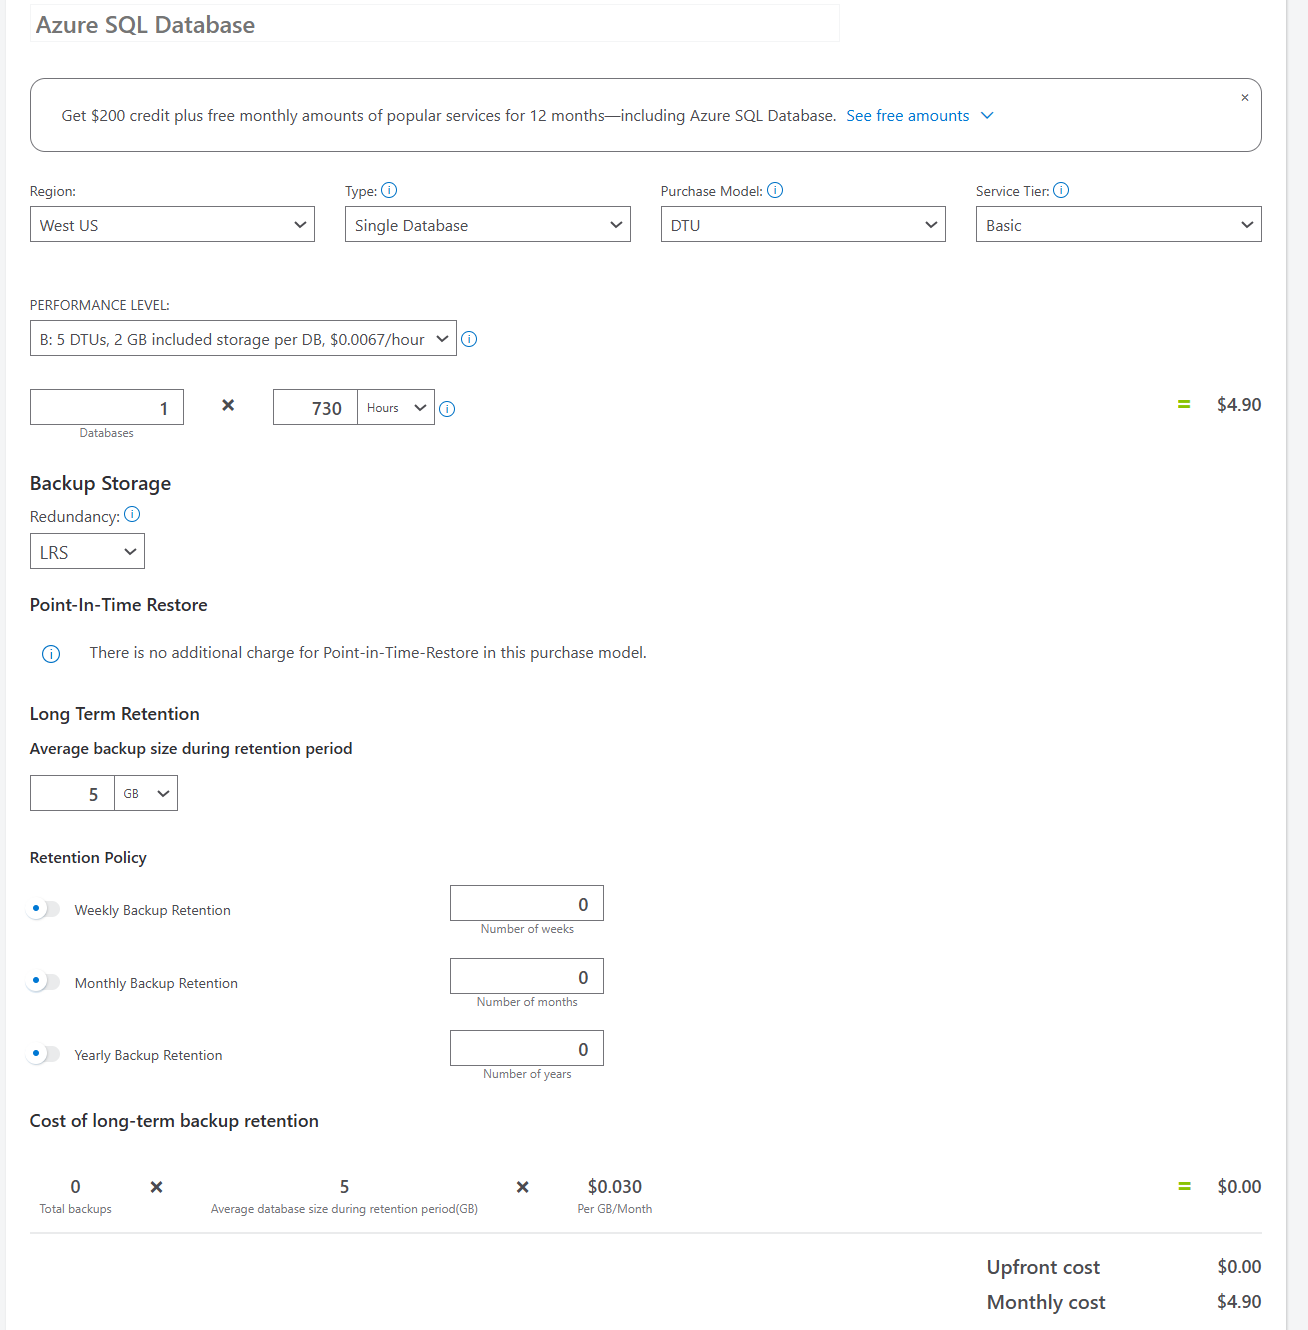 Azure SQL Database
Get $200 credit plus free monthly amounts of popular services for 12 months—including Azure SQL Database. See free amounts
Region: Type: Purchase Model: Service Tier:
West US Single Database DTU Basic
PERFORMANCE LEVEL:
B: 5 DTUs, 2 GB included storage per DB, $0.0067/hour
1 × 730 Hours = $4.90
Databases
Backup Storage
Redundancy:
LRS
Point-In-Time Restore
There is no additional charge for Point-in-Time-Restore in this purchase model.
Long Term Retention
Average backup size during retention period
5 GB
Retention Policy
Weekly Backup Retention 0
Number of weeks
Monthly Backup Retention 0
Number of months
Yearly Backup Retention 0
Number of years
Cost of long-term backup retention
0 × 5 × $0.030 = $0.00
Total backups Average database size during retention period(GB) Per GB/Month
Upfront cost $0.00
Monthly cost $4.90